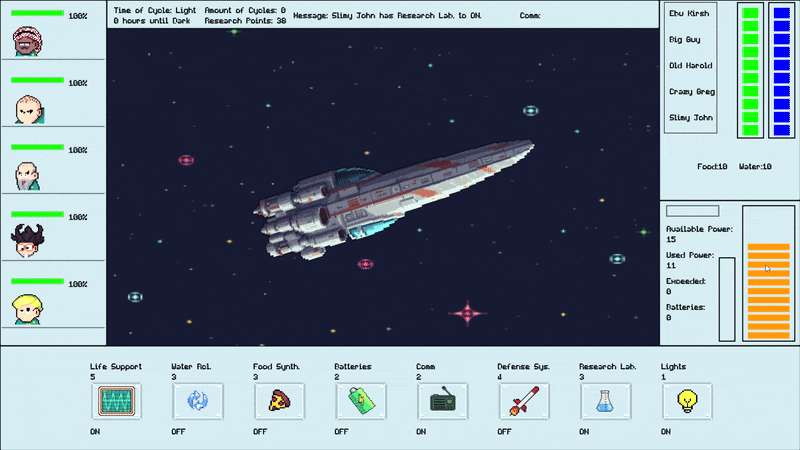 Time of Cycle: Light
Amount of Cycles: 0
0 hours until Dark
Research Points: 38
Message: Slimy John has Research Lab. to ON.
Comm:
100%
100%
100%
100%
100%
Ebu Kirsh
Big Guy
Old Harold
Crazy Greg
Slimy John
Food:10
Water:10
Available Power:
15
Used Power:
11
Exceeded:
0
Batteries:
0
Life Support
5
ON
Water Rcl.
3
OFF
Food Synth.
3
OFF
Batteries
2
OFF
Comm
2
ON
Defense Sys.
4
OFF
Research Lab.
3
ON
Lights
1
ON